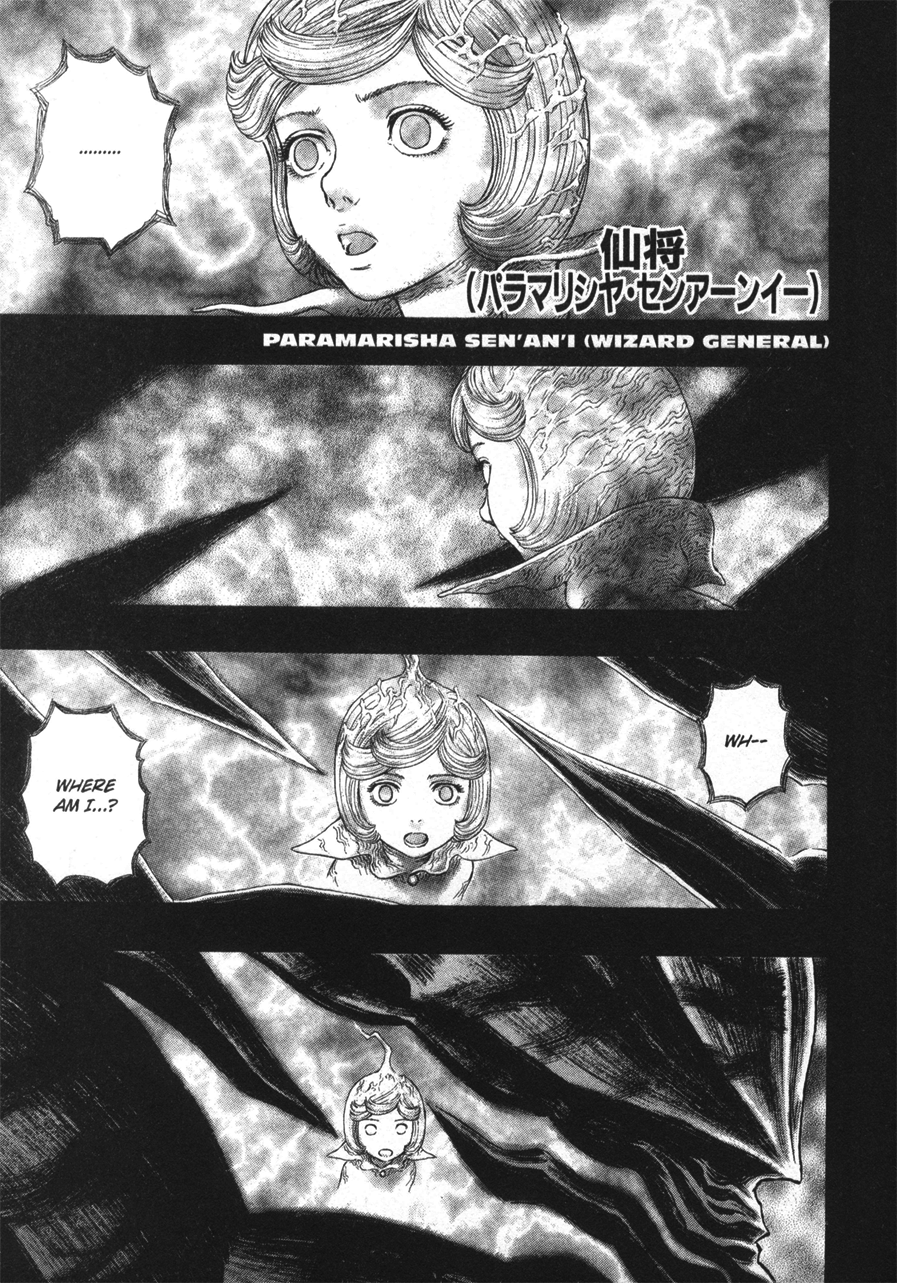 ………
仙将
(パラマリシヤ・センアーンイー)
PARAMARISHA SEN'AN'I (WIZARD GENERAL)
WH--
WHERE
AM I...?